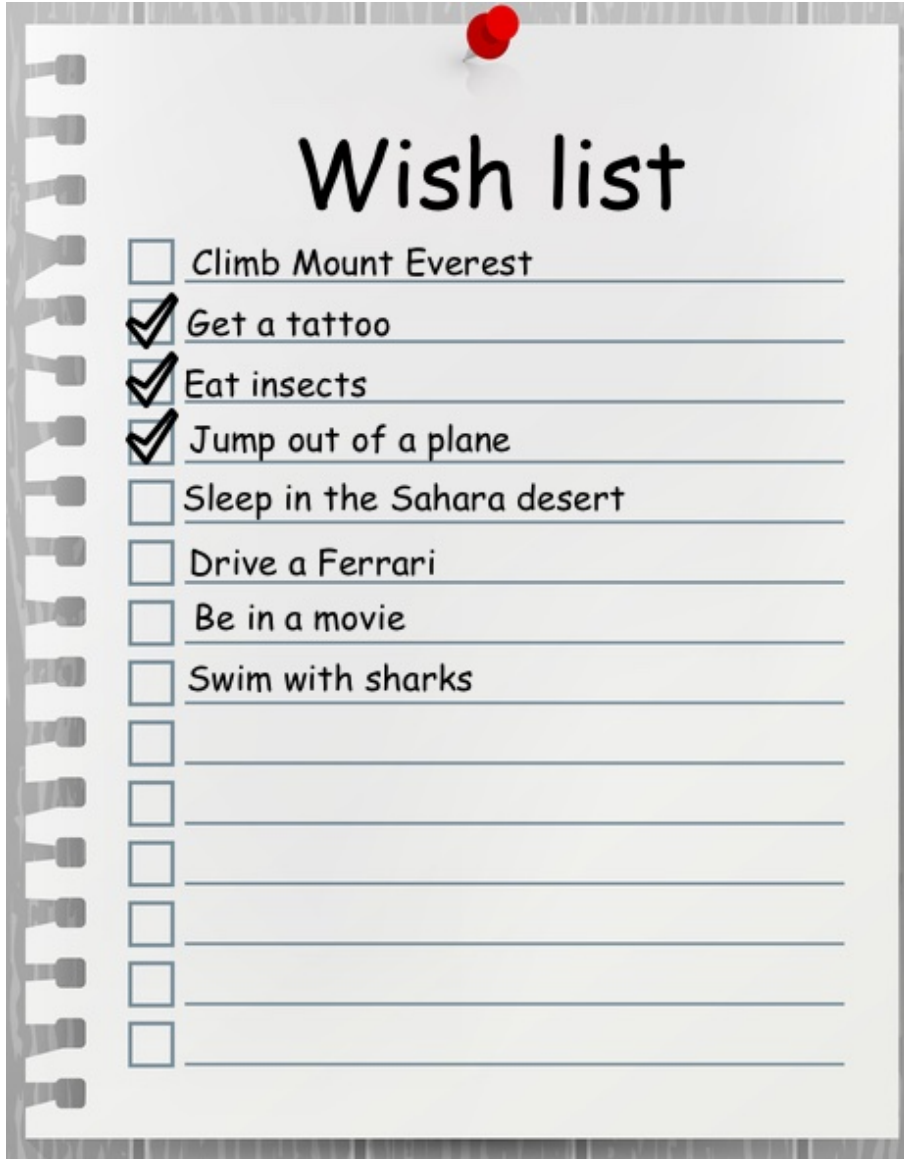 Wish list
Climb Mount Everest
Get a tattoo
Eat insects
Jump out of a plane
Sleep in the Sahara desert
Drive a Ferrari
Be in a movie
Swim with sharks